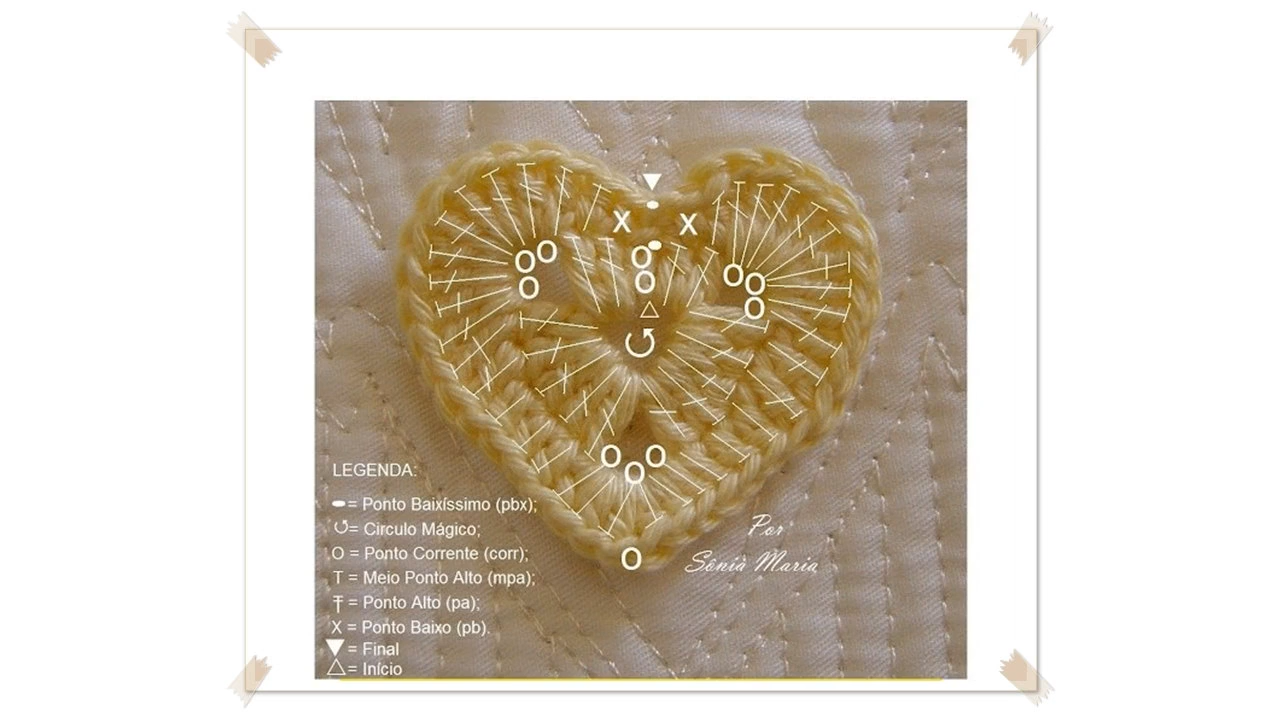 LEGENDA:
= Ponto Baixíssimo (pbx);
= Circulo Mágico;
O = Ponto Corrente (corr);
T = Meio Ponto Alto (mpa);
Ŧ = Ponto Alto (pa);
X = Ponto Baixo (pb).
▼ = Final
△ = Início
Por
Sônia Maria
X X
O O O
O O O
O O
O O O
O